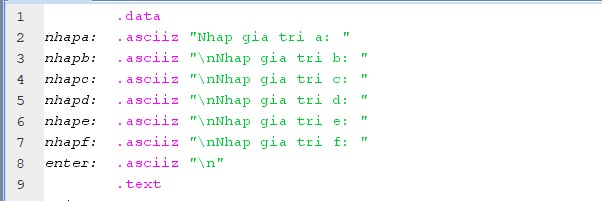 1 .data
2 nhapa: .asciiz "Nhap gia tri a: "
3 nhapb: .asciiz "\nNhap gia tri b: "
4 nhapc: .asciiz "\nNhap gia tri c: "
5 nhapd: .asciiz "\nNhap gia tri d: "
6 nhape: .asciiz "\nNhap gia tri e: "
7 nhapf: .asciiz "\nNhap gia tri f: "
8 enter: .asciiz "\n"
9 .text